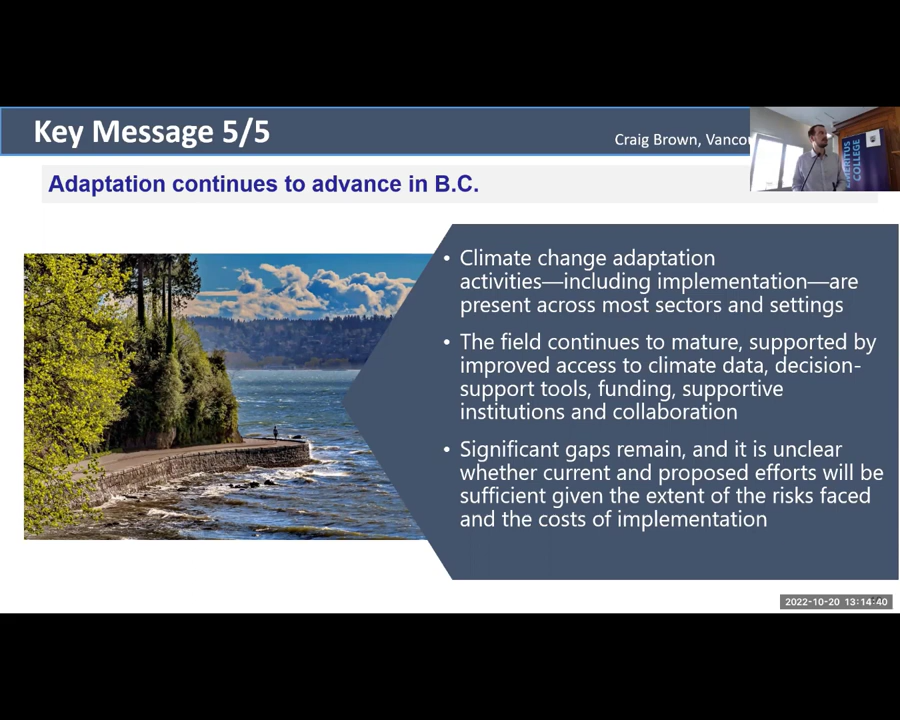 Key Message 5/5
Craig Brown,
EMERITUS
COLLEGE
Adaptation continues to advance in B.C.
• Climate change adaptation
activities—including implementation—are
present across most sectors and settings
• The field continues to mature, supported by
improved access to climate data, decision-
support tools, funding, supportive
institutions and collaboration
• Significant gaps remain, and it is unclear
whether current and proposed efforts will be
sufficient given the extent of the risks faced
and the costs of implementation
2022-10-20 13:14:40